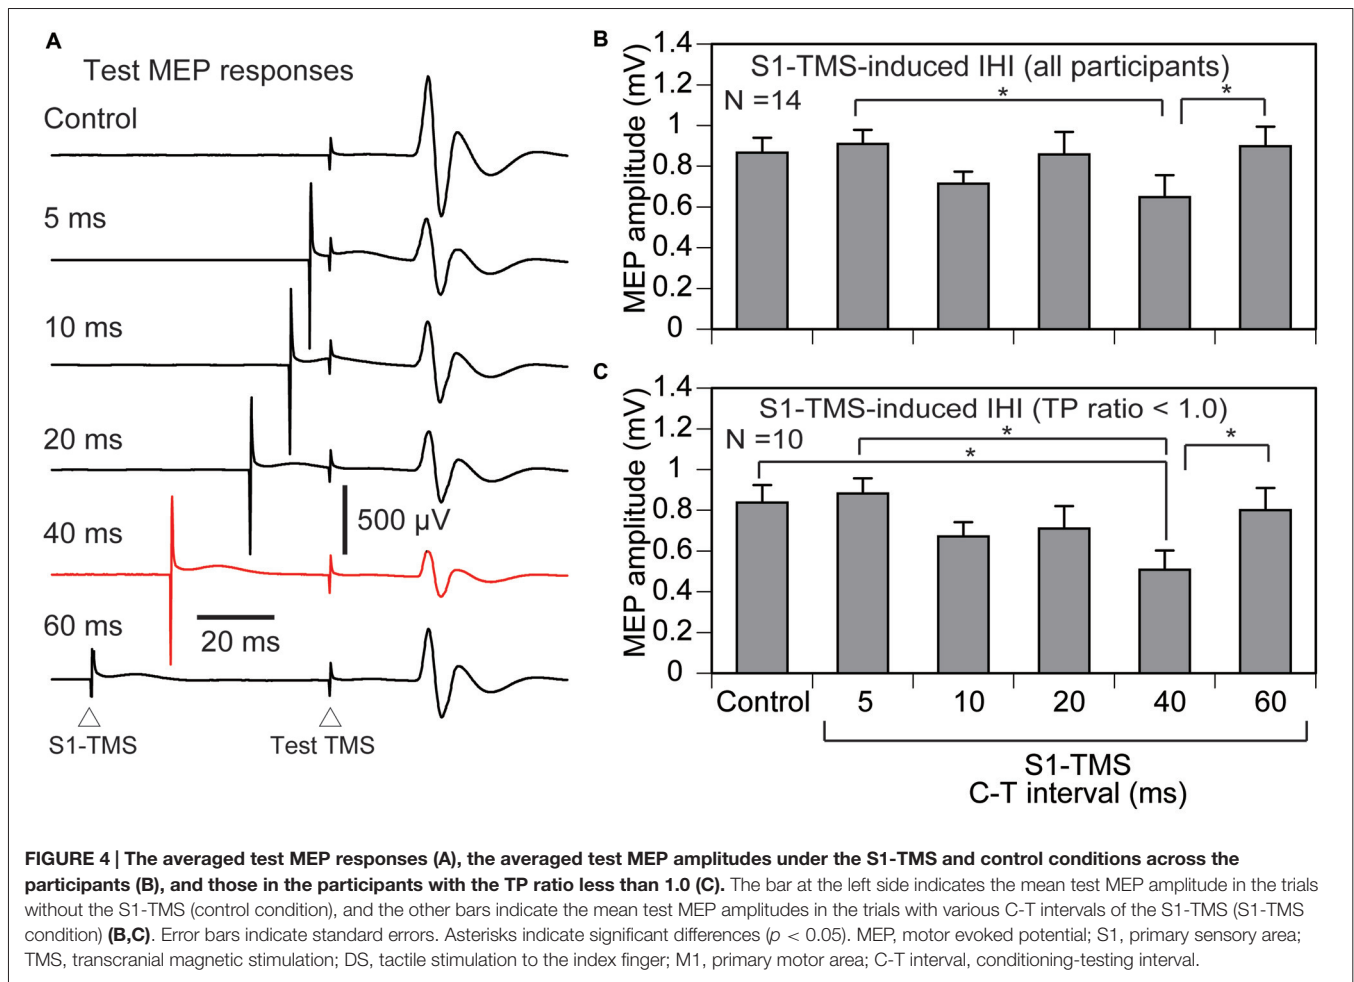 A
Test MEP responses
Control
5 ms
10 ms
20 ms
500 µV
40 ms
20 ms
60 ms
S1-TMS
Test TMS
B
MEP amplitude (mV)
1.4
1.2
1
0.8
0.6
0.4
0.2
0
S1-TMS-induced IHI (all participants)
N =14
*
*
C
MEP amplitude (mV)
1.4
1.2
1
0.8
0.6
0.4
0.2
0
S1-TMS-induced IHI (TP ratio < 1.0)
N =10
*
*
*
Control 5 10 20 40 60
S1-TMS
C-T interval (ms)
FIGURE 4 | The averaged test MEP responses (A), the averaged test MEP amplitudes under the S1-TMS and control conditions across the
participants (B), and those in the participants with the TP ratio less than 1.0 (C). The bar at the left side indicates the mean test MEP amplitude in the trials
without the S1-TMS (control condition), and the other bars indicate the mean test MEP amplitudes in the trials with various C-T intervals of the S1-TMS (S1-TMS
condition) (B,C). Error bars indicate standard errors. Asterisks indicate significant differences (p < 0.05). MEP, motor evoked potential; S1, primary sensory area;
TMS, transcranial magnetic stimulation; DS, tactile stimulation to the index finger; M1, primary motor area; C-T interval, conditioning-testing interval.